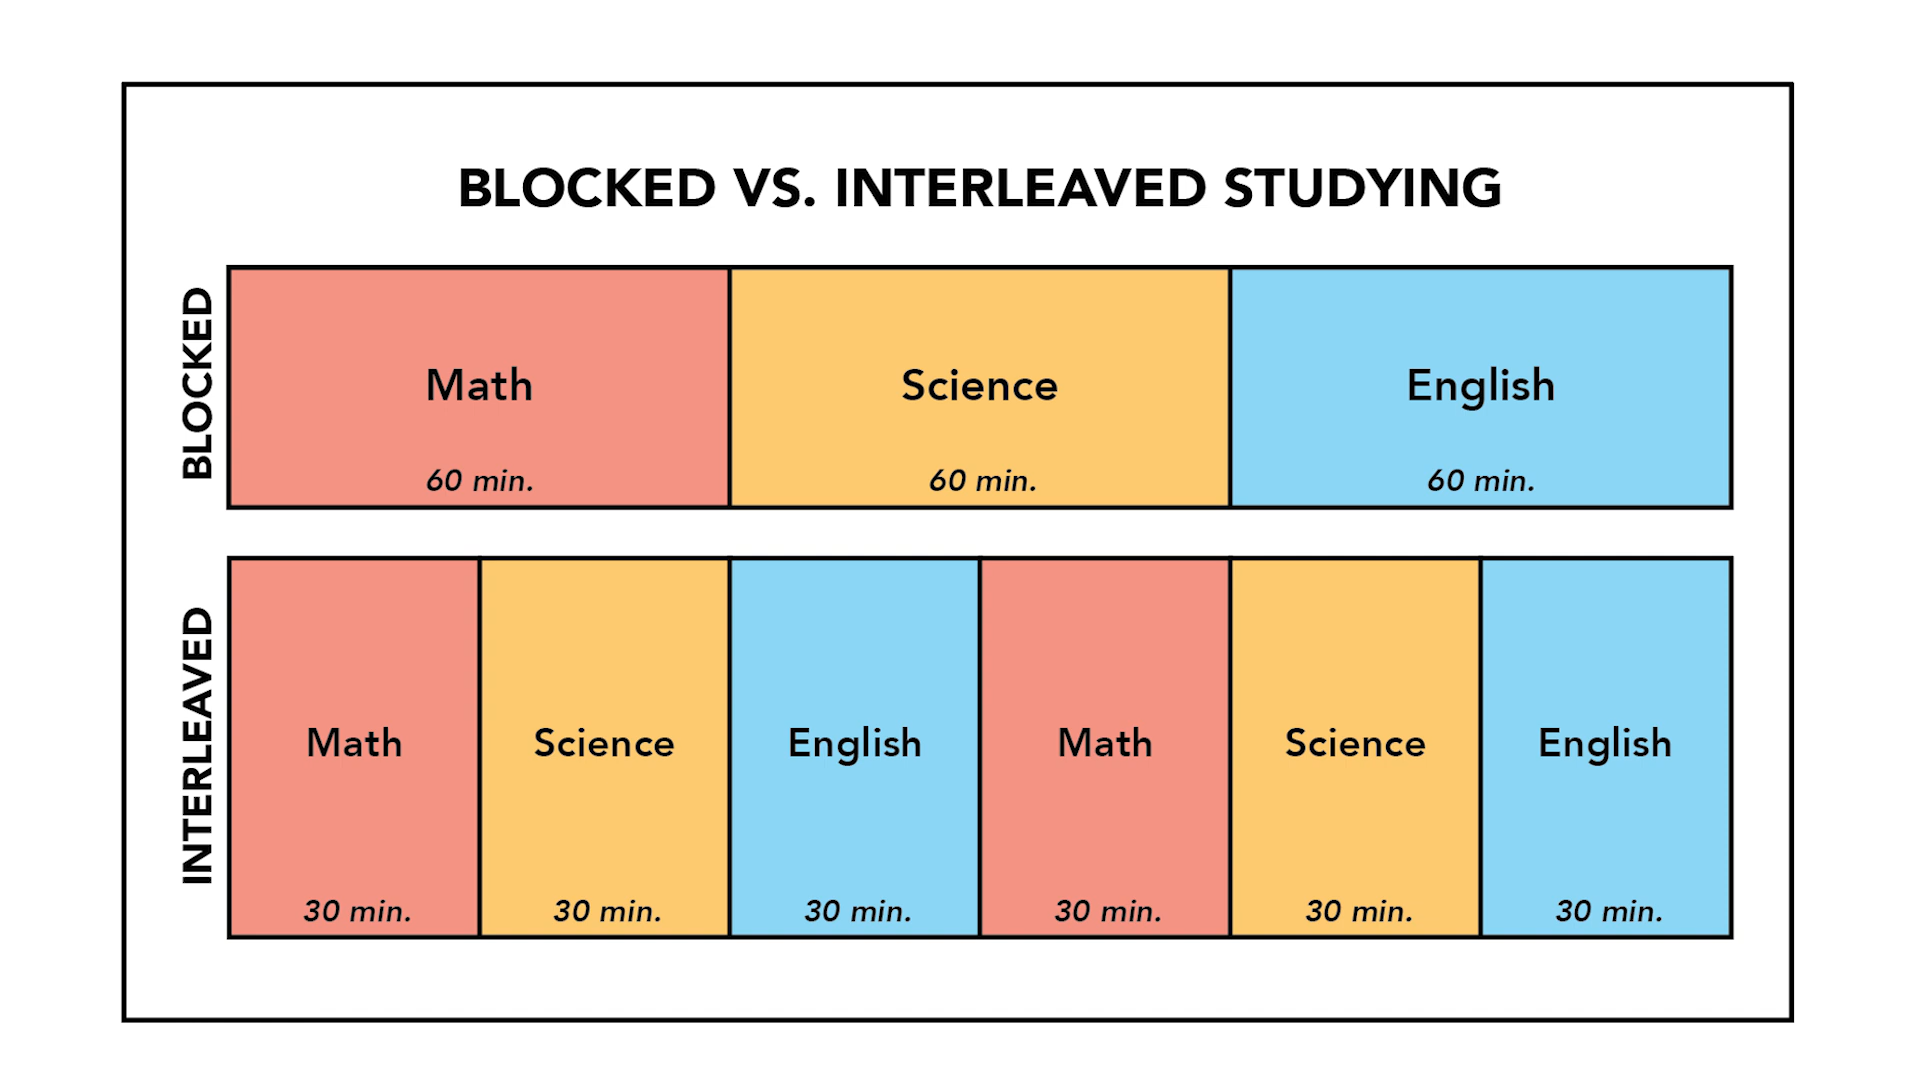 BLOCKED VS. INTERLEAVED STUDYING
BLOCKED
Math
Science
English
60 min.
60 min.
60 min.
INTERLEAVED
Math
Science
English
Math
Science
English
30 min.
30 min.
30 min.
30 min.
30 min.
30 min.